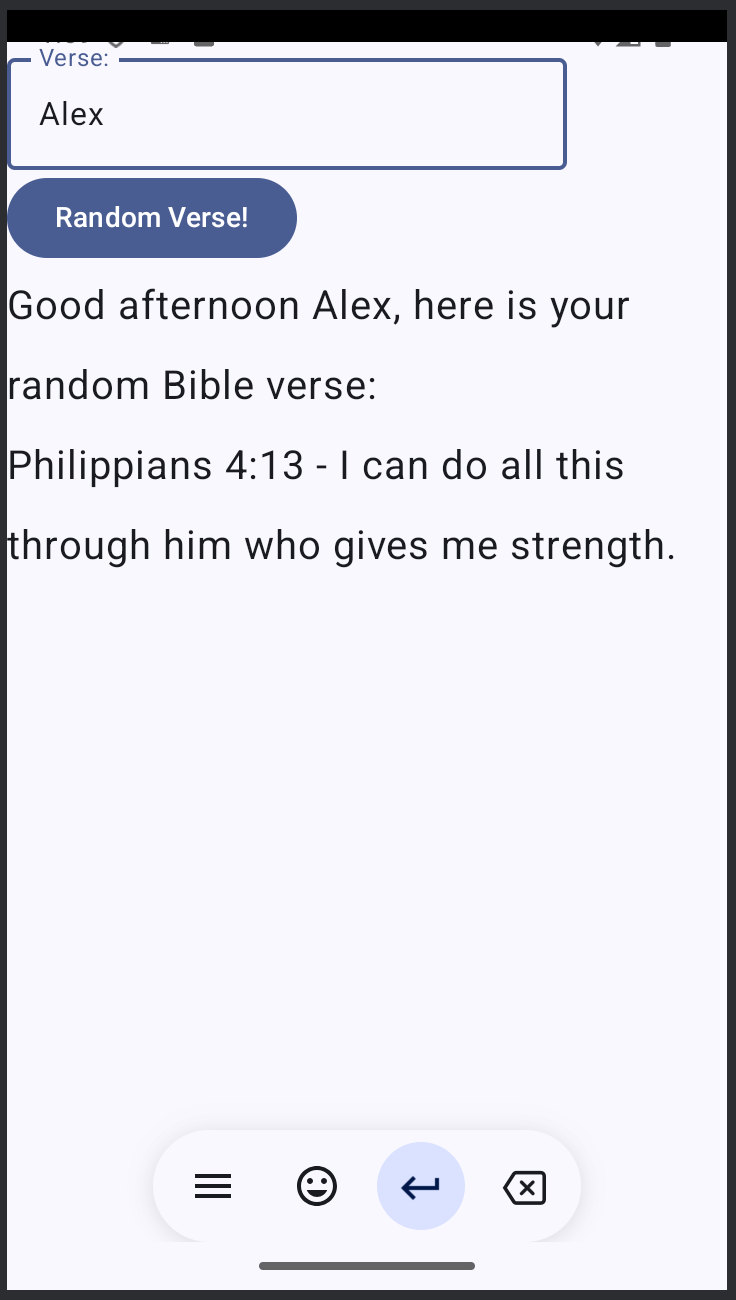 Verse:
Alex
Random Verse!
Good afternoon Alex, here is your
random Bible verse:
Philippians 4:13 - I can do all this
through him who gives me strength.